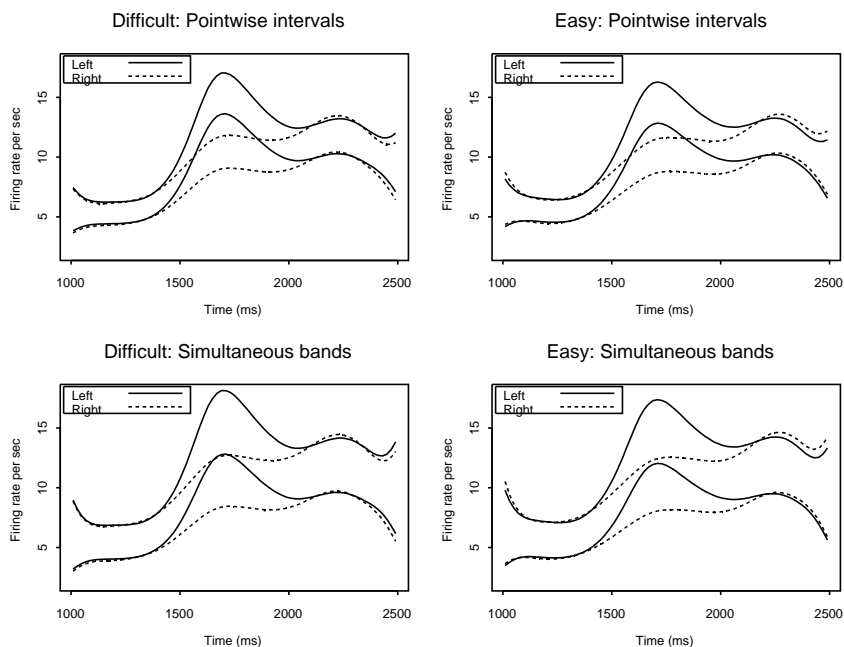 Difficult: Pointwise intervals
Left
Right
Firing rate per sec
5
10
15
1000
1500
2000
2500
Time (ms)
Easy: Pointwise intervals
Left
Right
Firing rate per sec
5
10
15
1000
1500
2000
2500
Time (ms)
Difficult: Simultaneous bands
Left
Right
Firing rate per sec
5
10
15
1000
1500
2000
2500
Time (ms)
Easy: Simultaneous bands
Left
Right
Firing rate per sec
5
10
15
1000
1500
2000
2500
Time (ms)